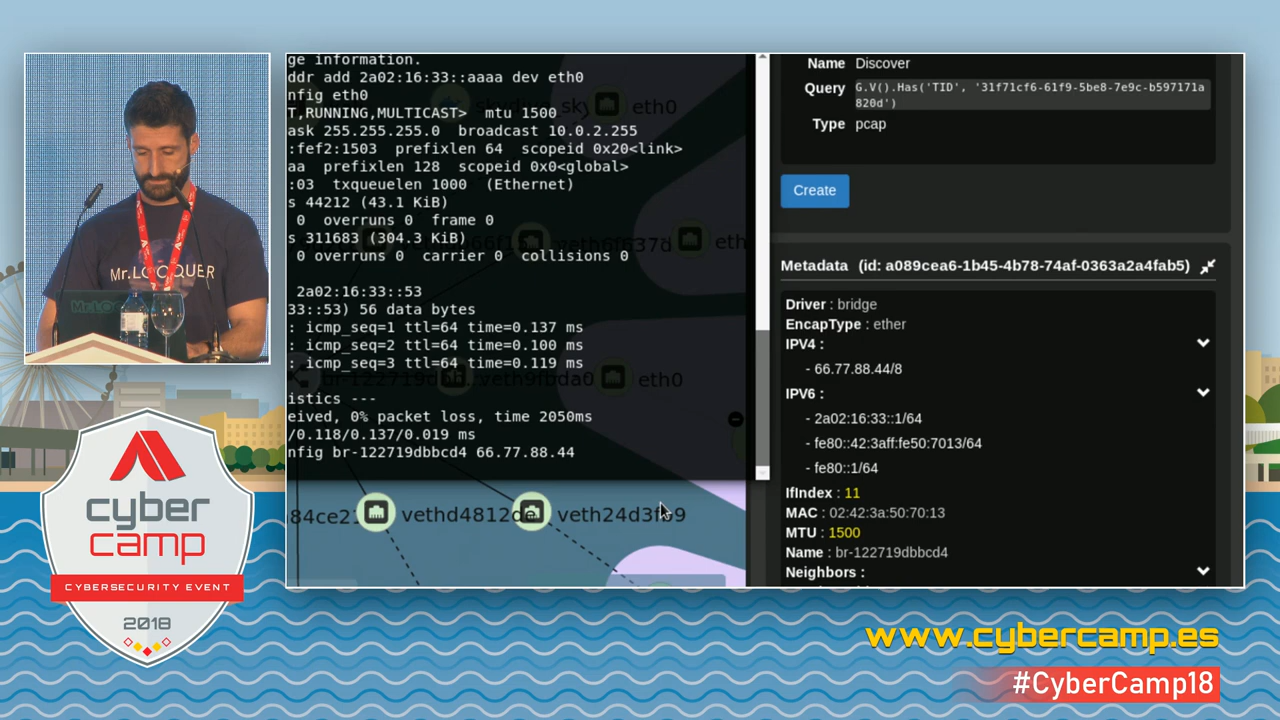 ge information.
ddr add 2a02:16:33::aaaa dev eth0
nfig eth0
T,RUNNING,MULTICAST>  mtu 1500
ask 255.255.255.0  broadcast 10.0.2.255
:fef2:1503  prefixlen 64  scopeid 0x20<link>
aa  prefixlen 128  scopeid 0x0<global>
:03  txqueuelen 1000  (Ethernet)
s 44212 (43.1 KiB)
0  overruns 0  frame 0
s 311683 (304.3 KiB)
0 overruns 0  carrier 0  collisions 0
2a02:16:33::53
33::53) 56 data bytes
: icmp_seq=1 ttl=64 time=0.137 ms
: icmp_seq=2 ttl=64 time=0.100 ms
: icmp_seq=3 ttl=64 time=0.119 ms
istics ---
eived, 0% packet loss, time 2050ms
/0.118/0.137/0.019 ms
nfig br-122719dbbcd4 66.77.88.44
eth0
eth
eth0
vethd4812d
veth24d3f
Name Discover
Query G.V().Has('TID', '31f71cf6-61f9-5be8-7e9c-b597171a
820d')
Type pcap
Create
Metadata (id: a089cea6-1b45-4b78-74af-0363a2a4fab5)
Driver : bridge
EncapType : ether
IPV4 :
- 66.77.88.44/8
IPV6 :
- 2a02:16:33::1/64
- fe80::42:3aff:fe50:7013/64
- fe80::1/64
IfIndex : 11
MAC : 02:42:3a:50:70:13
MTU : 1500
Name : br-122719dbbcd4
Neighbors :
Mr.LOOQUER
cyber
camp
CYBERSECURITY EVENT
2018
www.cybercamp.es
#CyberCamp18